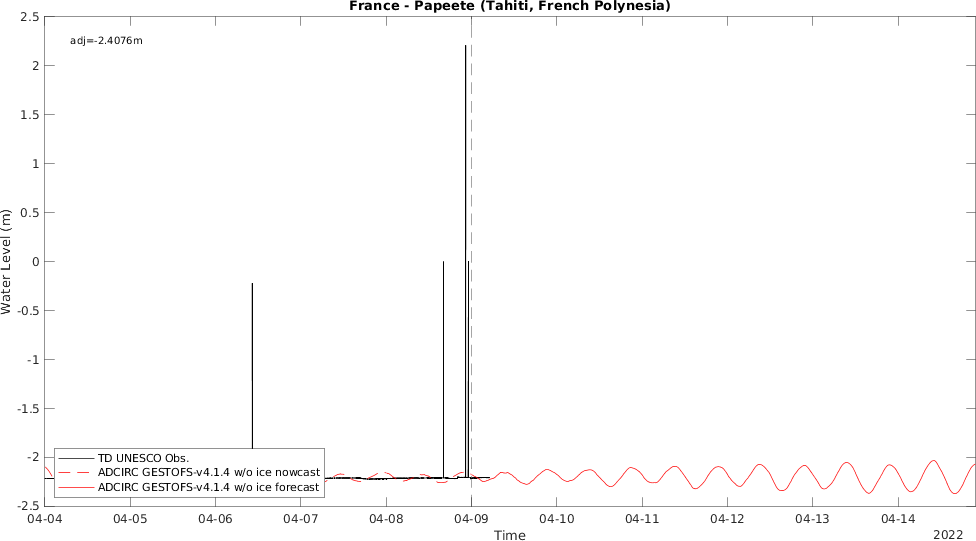 France - Papeete (Tahiti, French Polynesia)
adj=-2.4076m
Water Level (m)
2.5
2
1.5
1
0.5
0
-0.5
-1
-1.5
-2
-2.5
TD UNESCO Obs.
ADCIRC GESTOFS-v4.1.4 w/o ice nowcast
ADCIRC GESTOFS-v4.1.4 w/o ice forecast
04-04 04-05 04-06 04-07 04-08 04-09 04-10 04-11 04-12 04-13 04-14
Time
2022